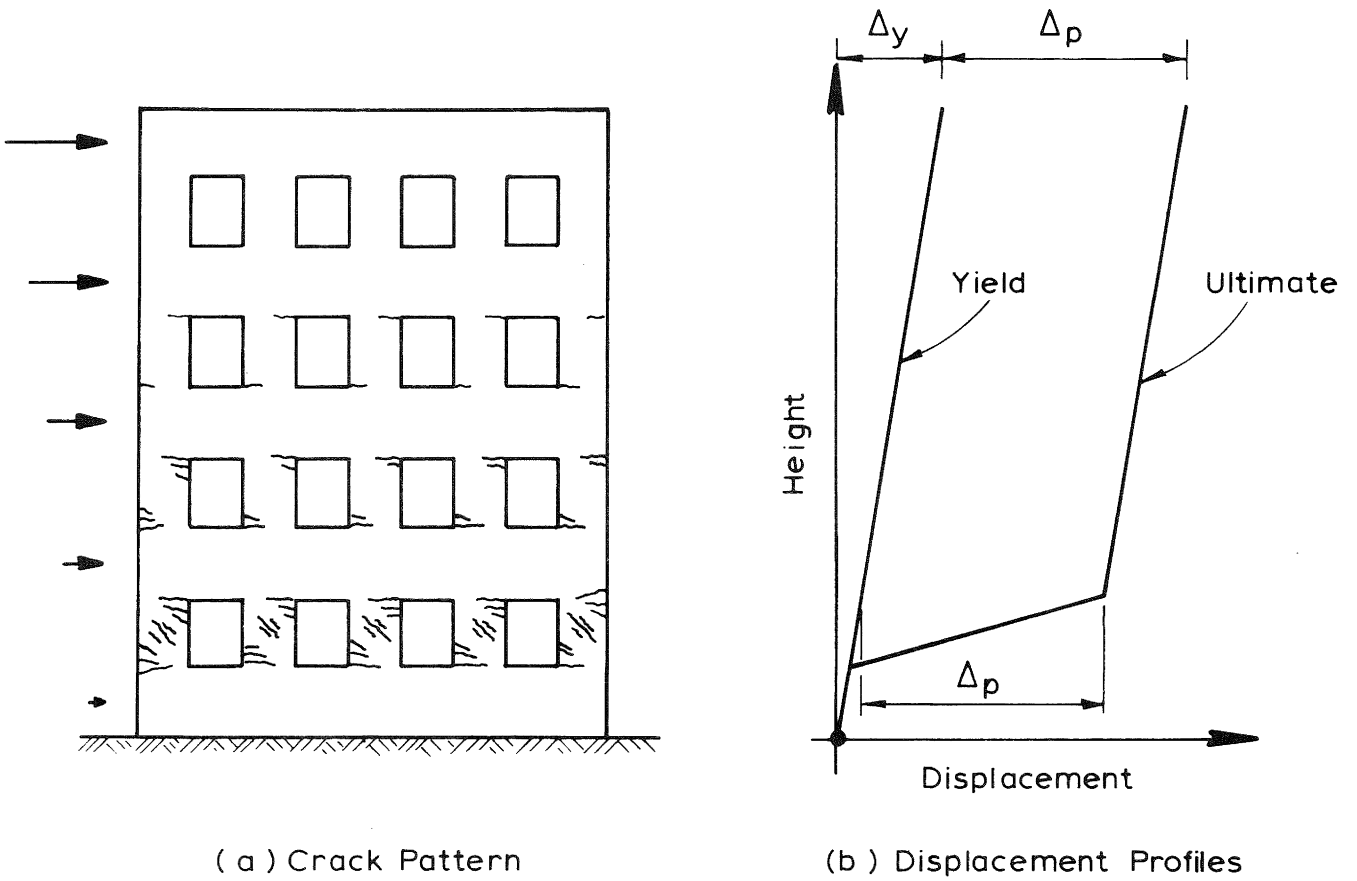 Δy
Δp
Yield
Ultimate
Height
Δp
Displacement
(a) Crack Pattern
(b) Displacement Profiles